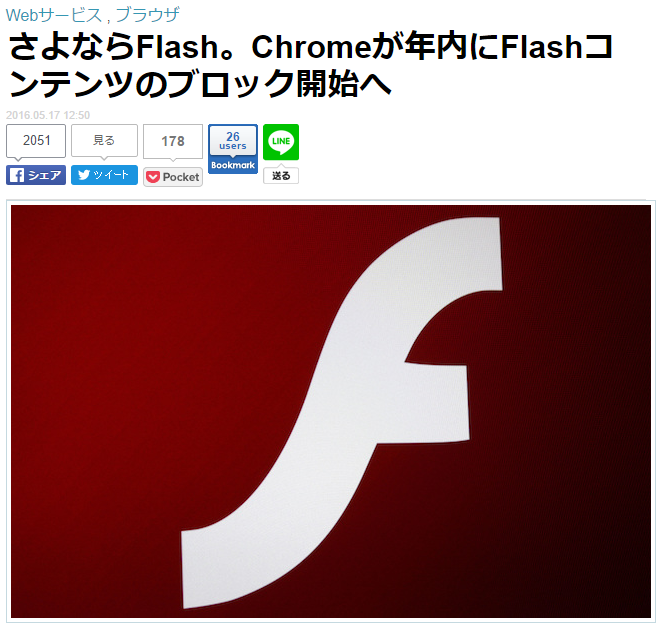 Webサービス , ブラウザ
さよならFlash。Chromeが年内にFlashコ
ンテンツのブロック開始へ
2016.05.17 12:50
2051
見る
178
26
users
LINE
シェア
ツイート
Pocket
Bookmark
送る